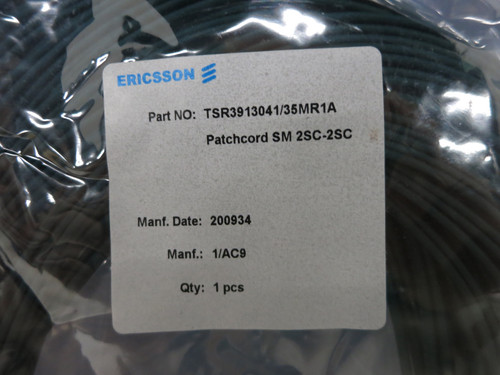 ERICSSON
Part NO: TSR3913041/35MR1A
Patchcord SM 2SC-2SC
Manf. Date: 200934
Manf.: 1/AC9
Qty: 1 pcs